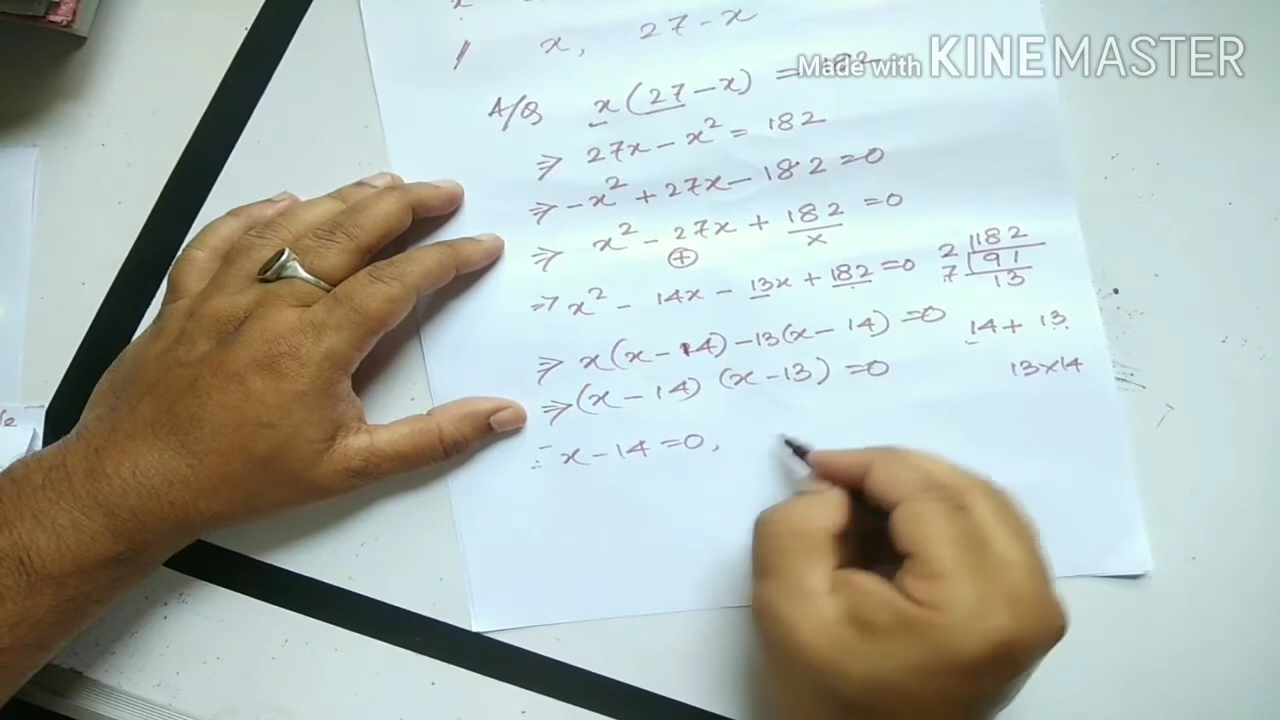 x, 27-x
Made with KINEMASTER
A/Q x(27-x) = 182
⇒ 27x - x² = 182
⇒ -x² + 27x - 182 = 0
⇒ x² - 27x + 182 = 0
+ x
⇒ x² - 14x - 13x + 182 = 0
2 182
7 91
13
⇒ x(x - 14) - 13(x - 14) = 0
14 + 13
⇒ (x - 14) (x - 13) = 0
13 x 14
∴ x - 14 = 0,